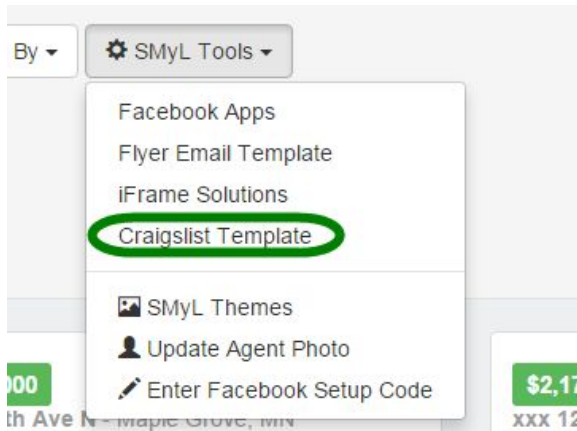 By
SMyL Tools
Facebook Apps
Flyer Email Template
iFrame Solutions
Craigslist Template
SMyL Themes
Update Agent Photo
Enter Facebook Setup Code
000
$2,17
th Ave N - Maple Grove, MN
xxx 12